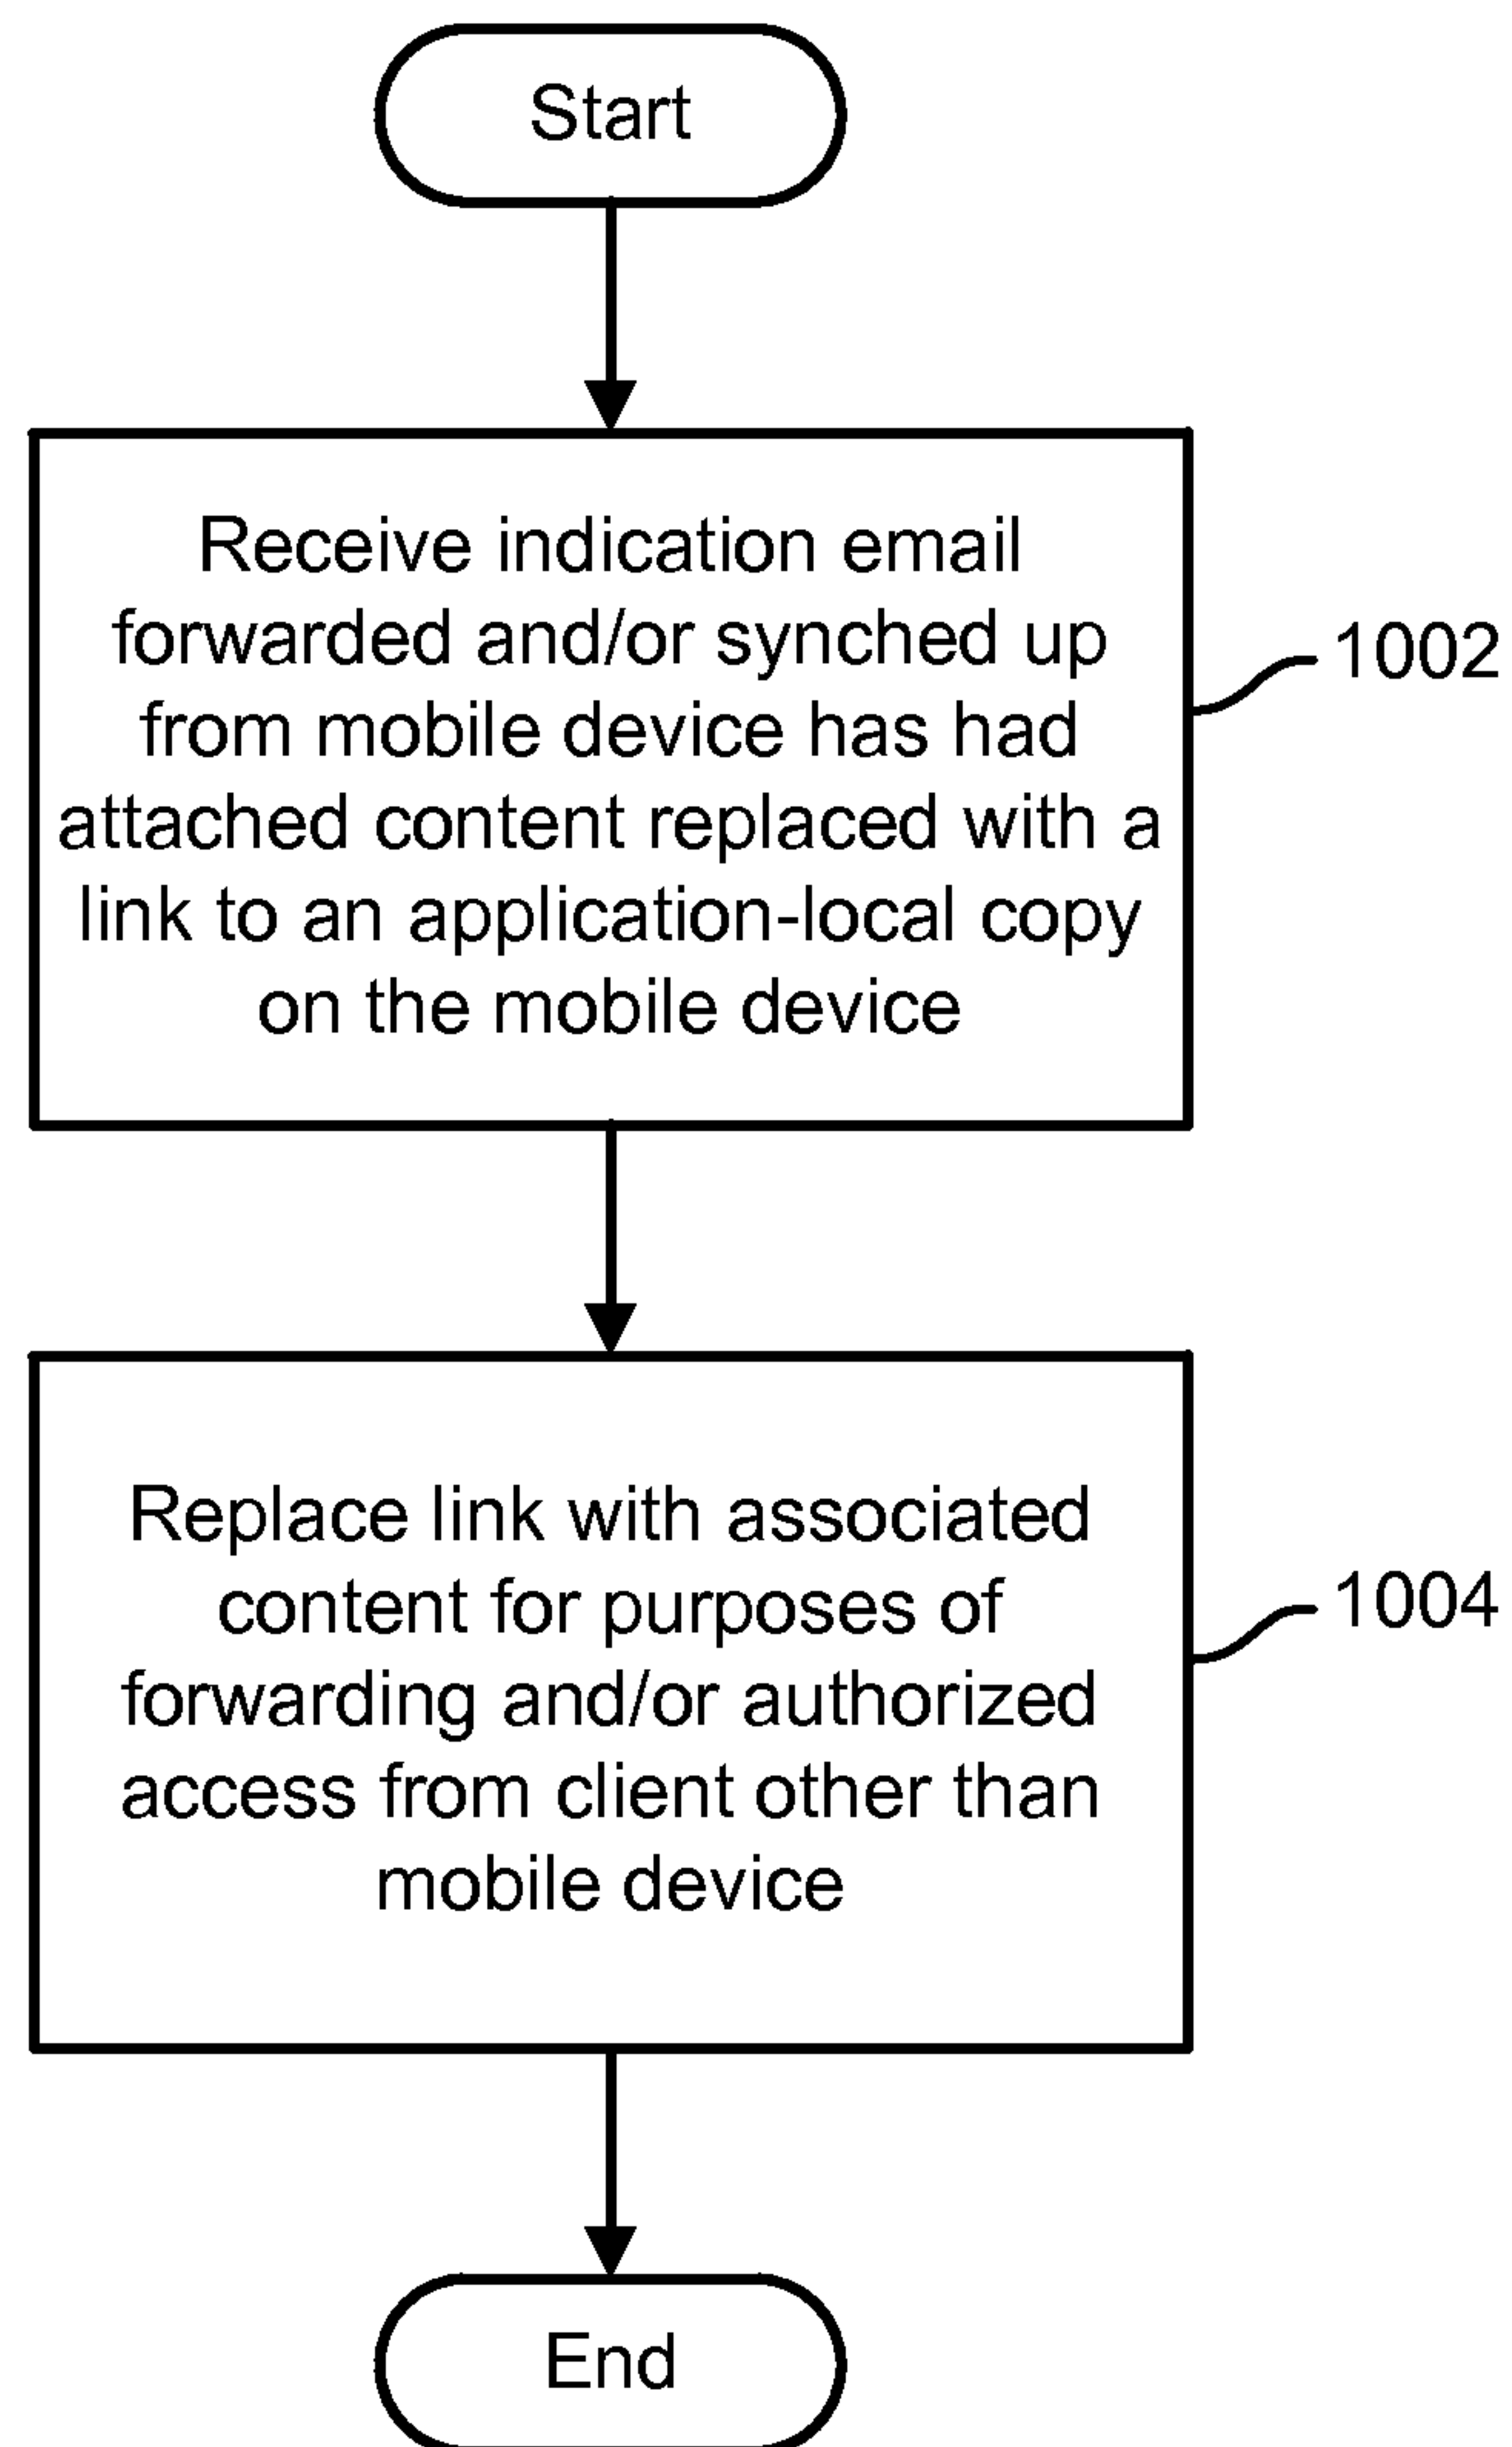 Start
Receive indication email
forwarded and/or synched up
from mobile device has had
attached content replaced with a
link to an application-local copy
on the mobile device
1002
Replace link with associated
content for purposes of
forwarding and/or authorized
access from client other than
mobile device
1004
End